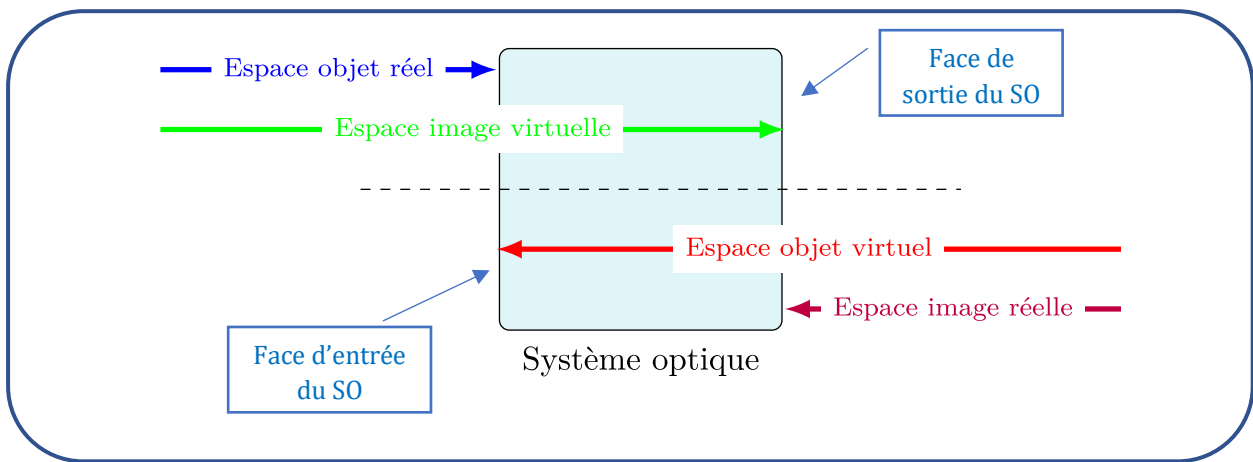 Espace objet réel
Face de
sortie du SO
Espace image virtuelle
Espace objet virtuel
Espace image réelle
Face d'entrée
du SO
Système optique